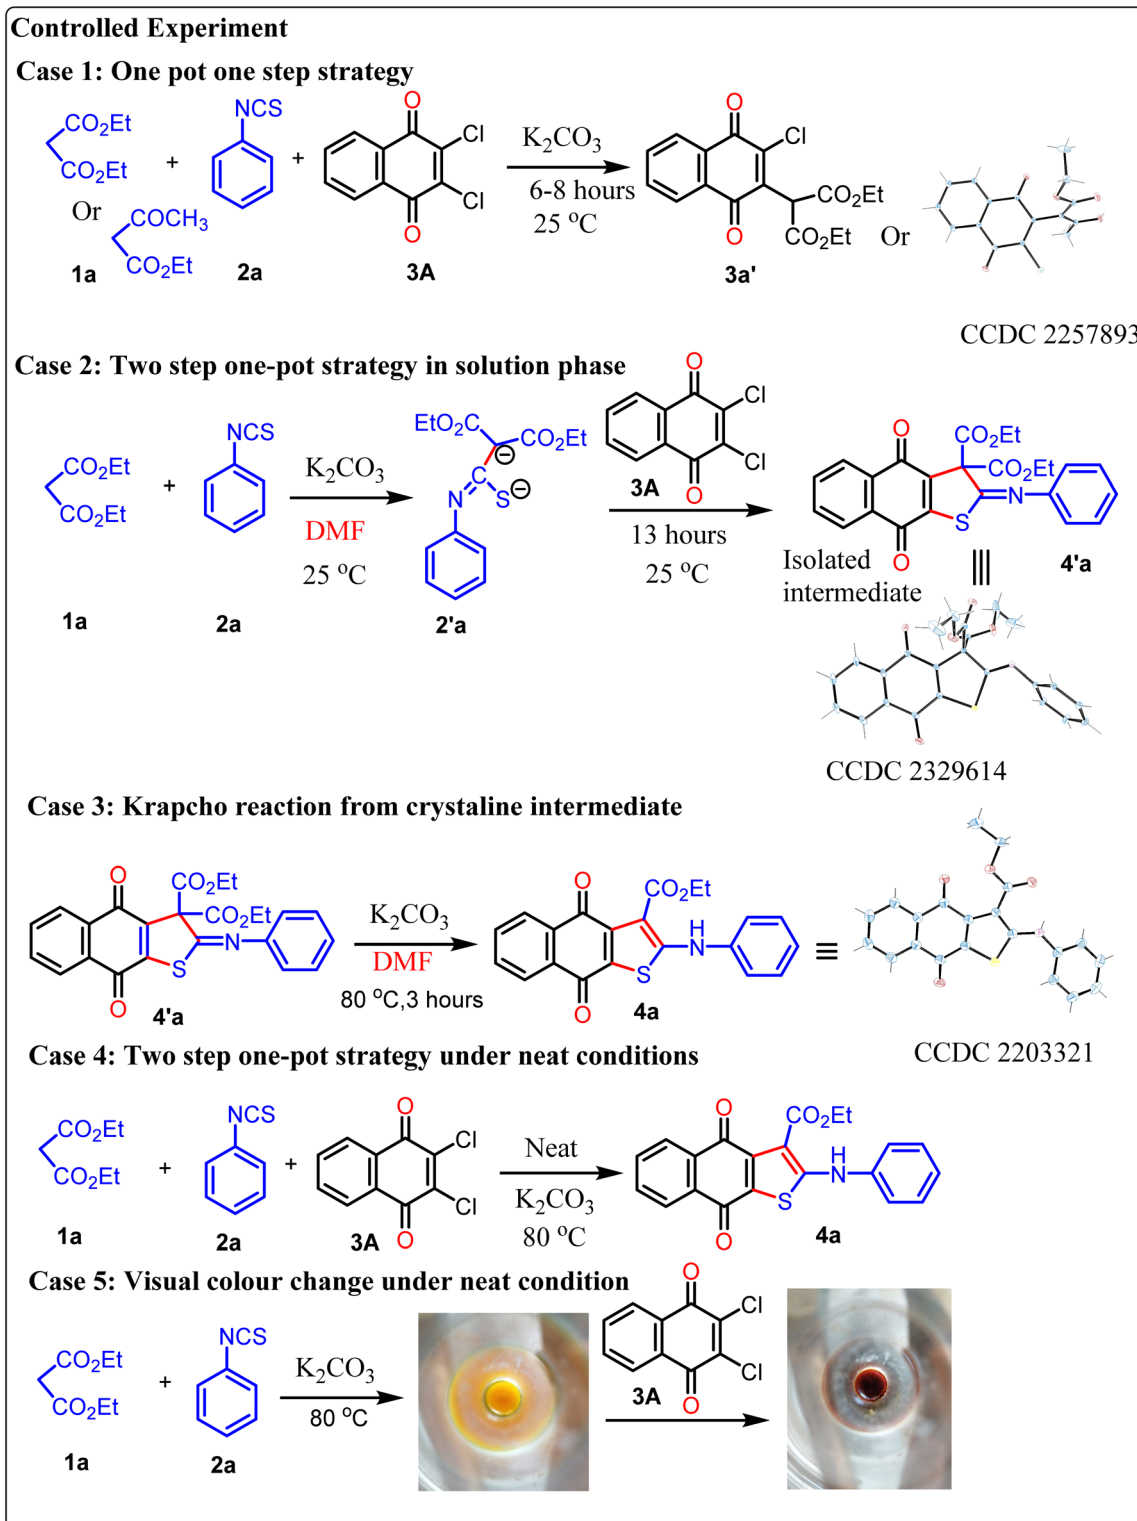 Controlled Experiment
Case 1: One pot one step strategy
CO2Et
CO2Et
Or
COCH3
CO2Et
1a
+
NCS
2a
+
O
Cl
Cl
O
3A
K2CO3
6-8 hours
25 °C
O
Cl
CO2Et
O
CO2Et
3a'
Or
CCDC 2257893
Case 2: Two step one-pot strategy in solution phase
CO2Et
CO2Et
1a
+
NCS
2a
K2CO3
DMF
25 °C
EtO2C
CO2Et
C
⊖
C
N
S
⊖
2'a
O
Cl
Cl
O
3A
13 hours
25 °C
O
CO2Et
CO2Et
N
S
O
4'a
Isolated
intermediate
CCDC 2329614
Case 3: Krapcho reaction from crystaline intermediate
O
CO2Et
CO2Et
N
S
O
4'a
K2CO3
DMF
80 °C,3 hours
O
CO2Et
NH
S
O
4a
≡
CCDC 2203321
Case 4: Two step one-pot strategy under neat conditions
CO2Et
CO2Et
1a
+
NCS
2a
+
O
Cl
Cl
O
3A
Neat
K2CO3
80 °C
O
CO2Et
NH
S
O
4a
Case 5: Visual colour change under neat condition
CO2Et
CO2Et
1a
+
NCS
2a
K2CO3
80 °C
O
Cl
Cl
O
3A